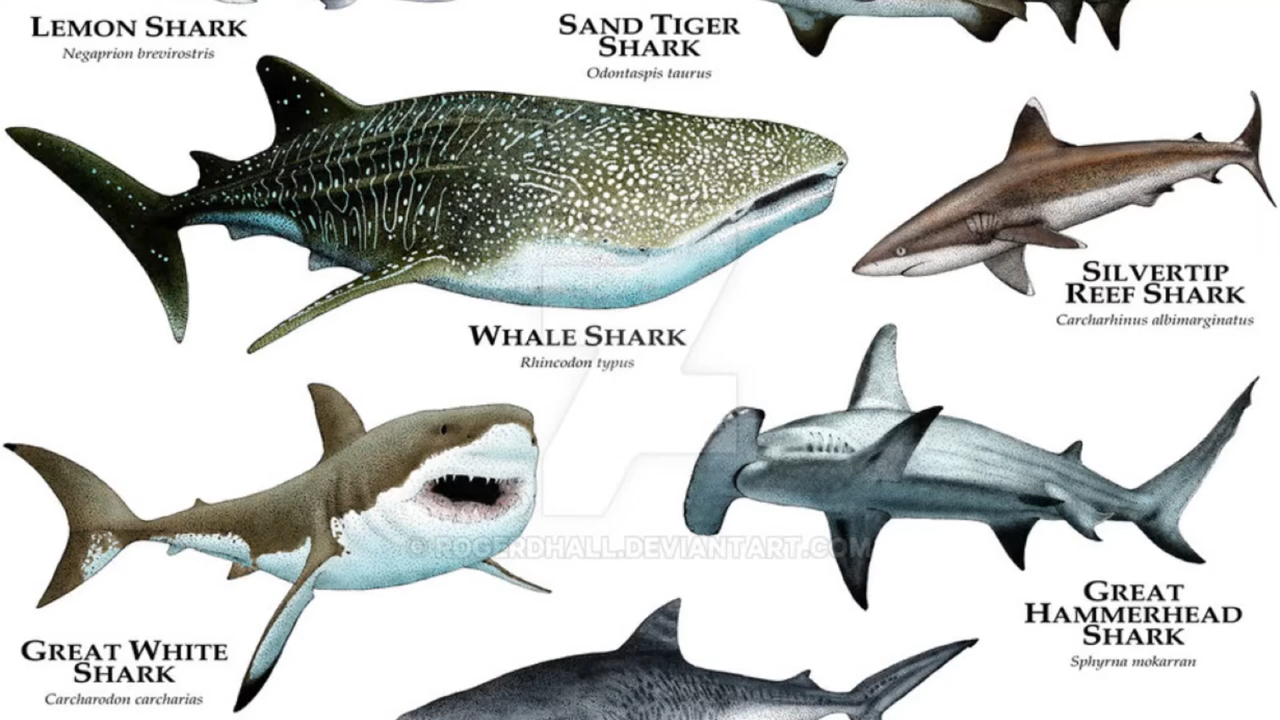 LEMON SHARK
Negaprion brevirostris
SAND TIGER
SHARK
Odontaspis taurus
WHALE SHARK
Rhincodon typus
SILVERTIP
REEF SHARK
Carcharhinus albimarginatus
© ROGERDHALL.DEVIANTART.COM
GREAT WHITE
SHARK
Carcharodon carcharias
GREAT
HAMMERHEAD
SHARK
Sphyrna mokarran